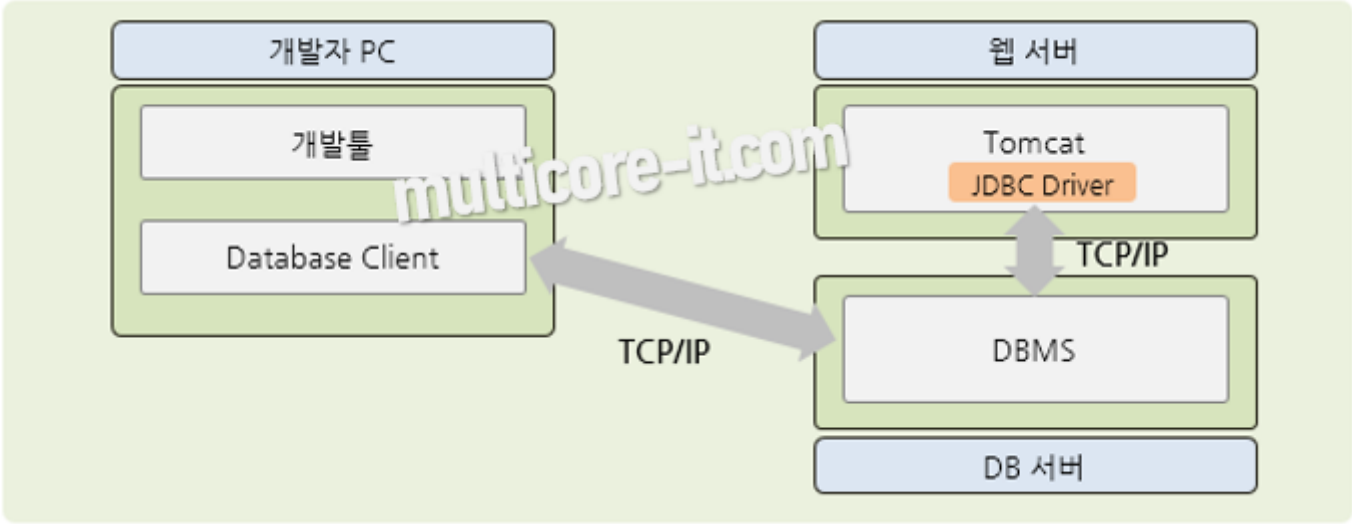 개발자 PC
개발툴
Database Client
웹 서버
Tomcat
JDBC Driver
TCP/IP
TCP/IP
DBMS
DB 서버
multicore-it.com